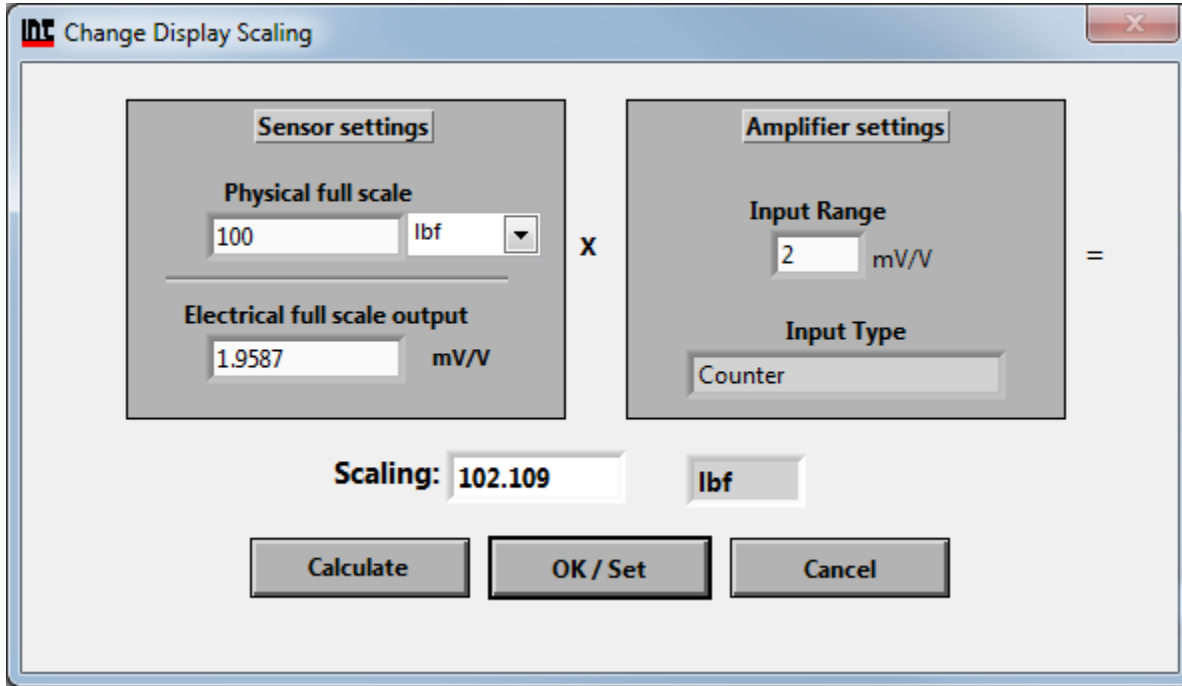 Change Display Scaling
Sensor settings
Physical full scale
100 lbf
Electrical full scale output
1.9587 mV/V
X
Amplifier settings
Input Range
2 mV/V
Input Type
Counter
=
Scaling: 102.109 lbf
Calculate OK / Set Cancel